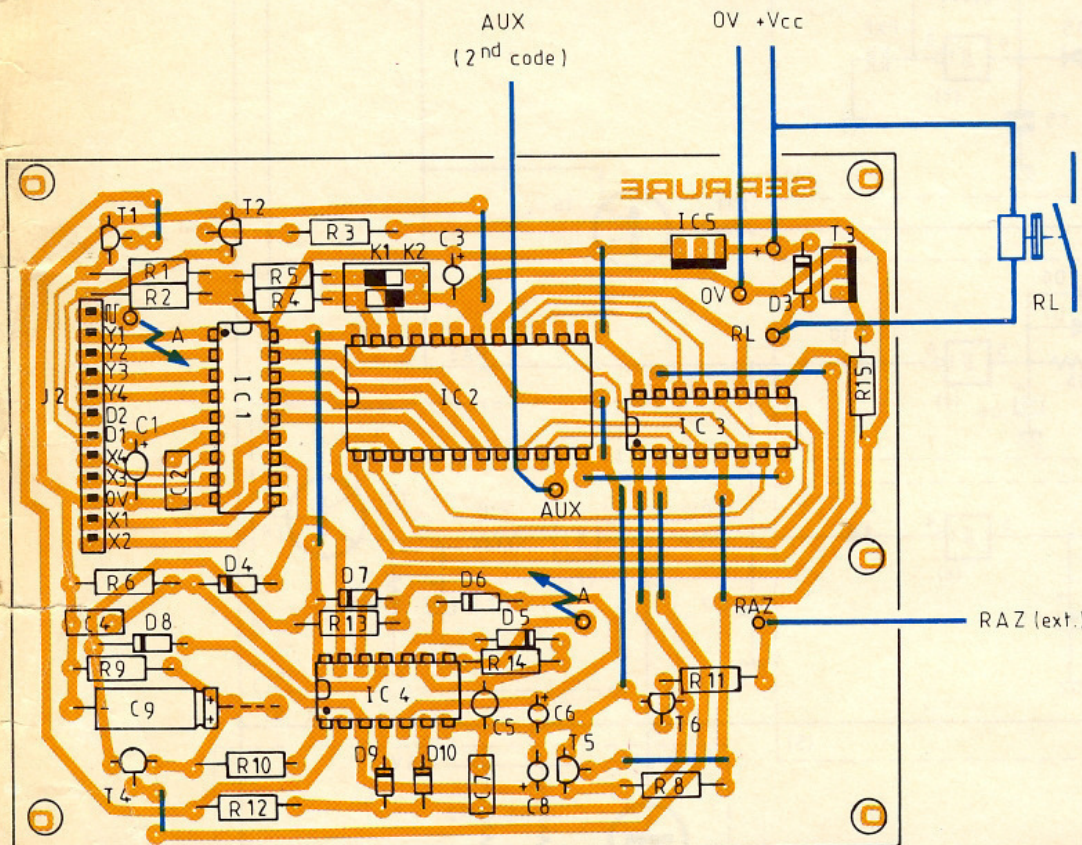 AUX
(2nd code)
0V +Vcc
SERRURE
T1
T2
R3
K1 K2
C3
IC5
+
T3
R1
R5
R2
R4
0V
D3
RL
RL
Y1
A
Y2
Y3
J2
Y4
D2
D1
C1
X4
X3
C2
0V
X1
X2
IC1
IC2
IC3
R15
AUX
R6
D4
D7
D6
A
RAZ
RAZ (ext.)
C4
D8
R13
D5
R9
R14
R11
C9
IC4
C5
C6
T6
T4
R10
D9
D10
C7
T5
C8
R8
R12